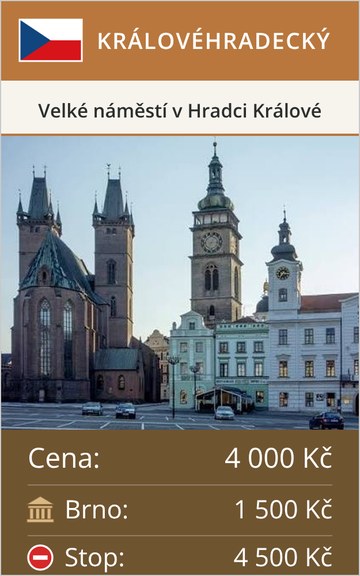 KRÁLOVÉHRADECKÝ
Velké náměstí v Hradci Králové
Cena: 4 000 Kč
Brno: 1 500 Kč
Stop: 4 500 Kč